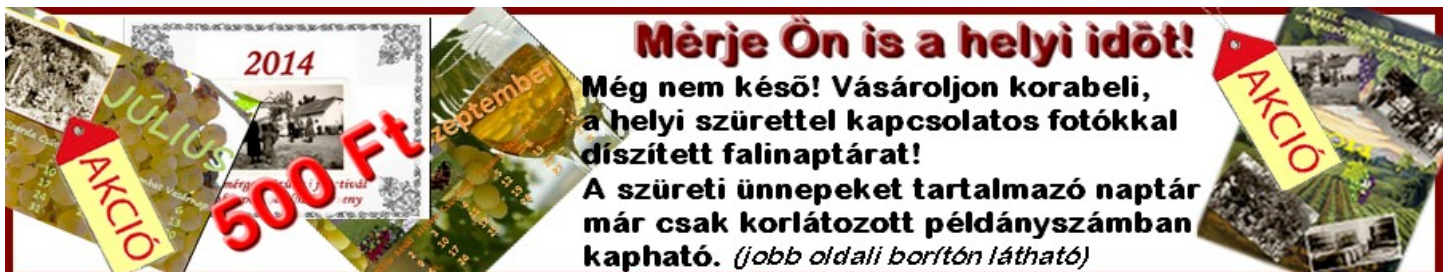 2014
JÚLIUS
AKCIÓ
500 Ft
zeptember
Mérje Ön is a helyi idõt!
Még nem késõ! Vásároljon korabeli,
a helyi szürettel kapcsolatos fotókkal
díszített falinaptárat!
A szüreti ünnepeket tartalmazó naptár
már csak korlátozott példányszámban
kapható. (jobb oldali borítón látható)
AKCIÓ